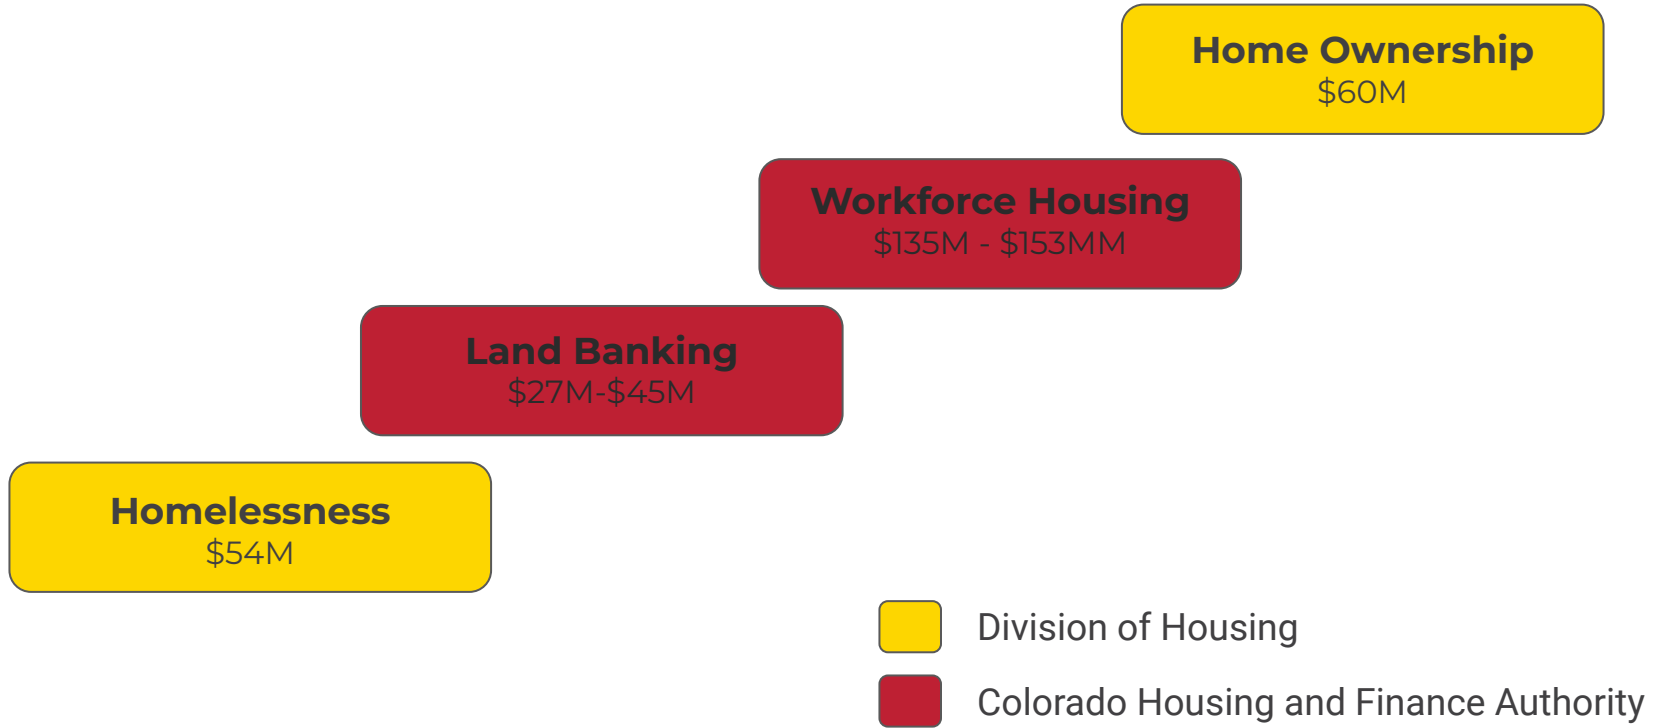 Home Ownership
$60M
Workforce Housing
$135M - $153MM
Land Banking
$27M-$45M
Homelessness
$54M
Division of Housing
Colorado Housing and Finance Authority